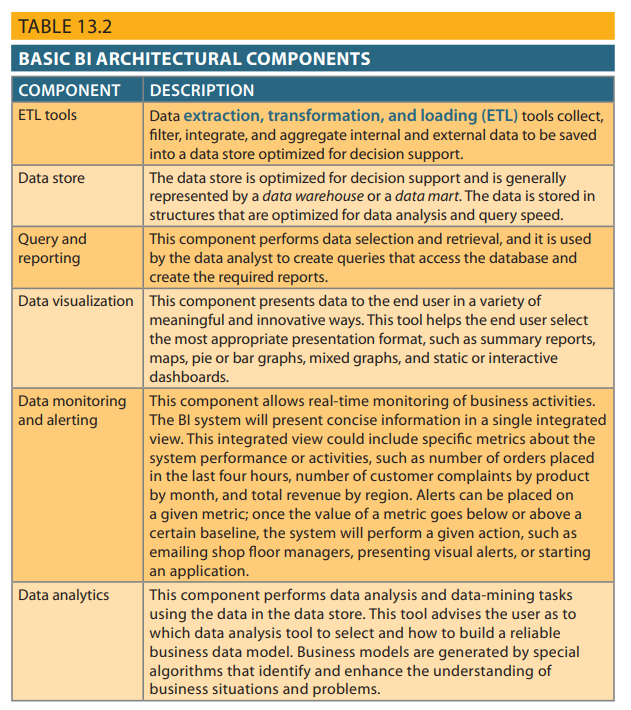 TABLE 13.2
BASIC BI ARCHITECTURAL COMPONENTS
COMPONENT DESCRIPTION
ETL tools
Data extraction, transformation, and loading (ETL) tools collect,
filter, integrate, and aggregate internal and external data to be saved
into a data store optimized for decision support.
Data store
The data store is optimized for decision support and is generally
represented by a data warehouse or a data mart. The data is stored in
structures that are optimized for data analysis and query speed.
Query and
reporting
This component performs data selection and retrieval, and it is used
by the data analyst to create queries that access the database and
create the required reports.
Data visualization
This component presents data to the end user in a variety of
meaningful and innovative ways. This tool helps the end user select
the most appropriate presentation format, such as summary reports,
maps, pie or bar graphs, mixed graphs, and static or interactive
dashboards.
Data monitoring
and alerting
This component allows real-time monitoring of business activities.
The BI system will present concise information in a single integrated
view. This integrated view could include specific metrics about the
system performance or activities, such as number of orders placed
in the last four hours, number of customer complaints by product
by month, and total revenue by region. Alerts can be placed on
a given metric; once the value of a metric goes below or above a
certain baseline, the system will perform a given action, such as
emailing shop floor managers, presenting visual alerts, or starting
an application.
Data analytics
This component performs data analysis and data-mining tasks
using the data in the data store. This tool advises the user as to
which data analysis tool to select and how to build a reliable
business data model. Business models are generated by special
algorithms that identify and enhance the understanding of
business situations and problems.